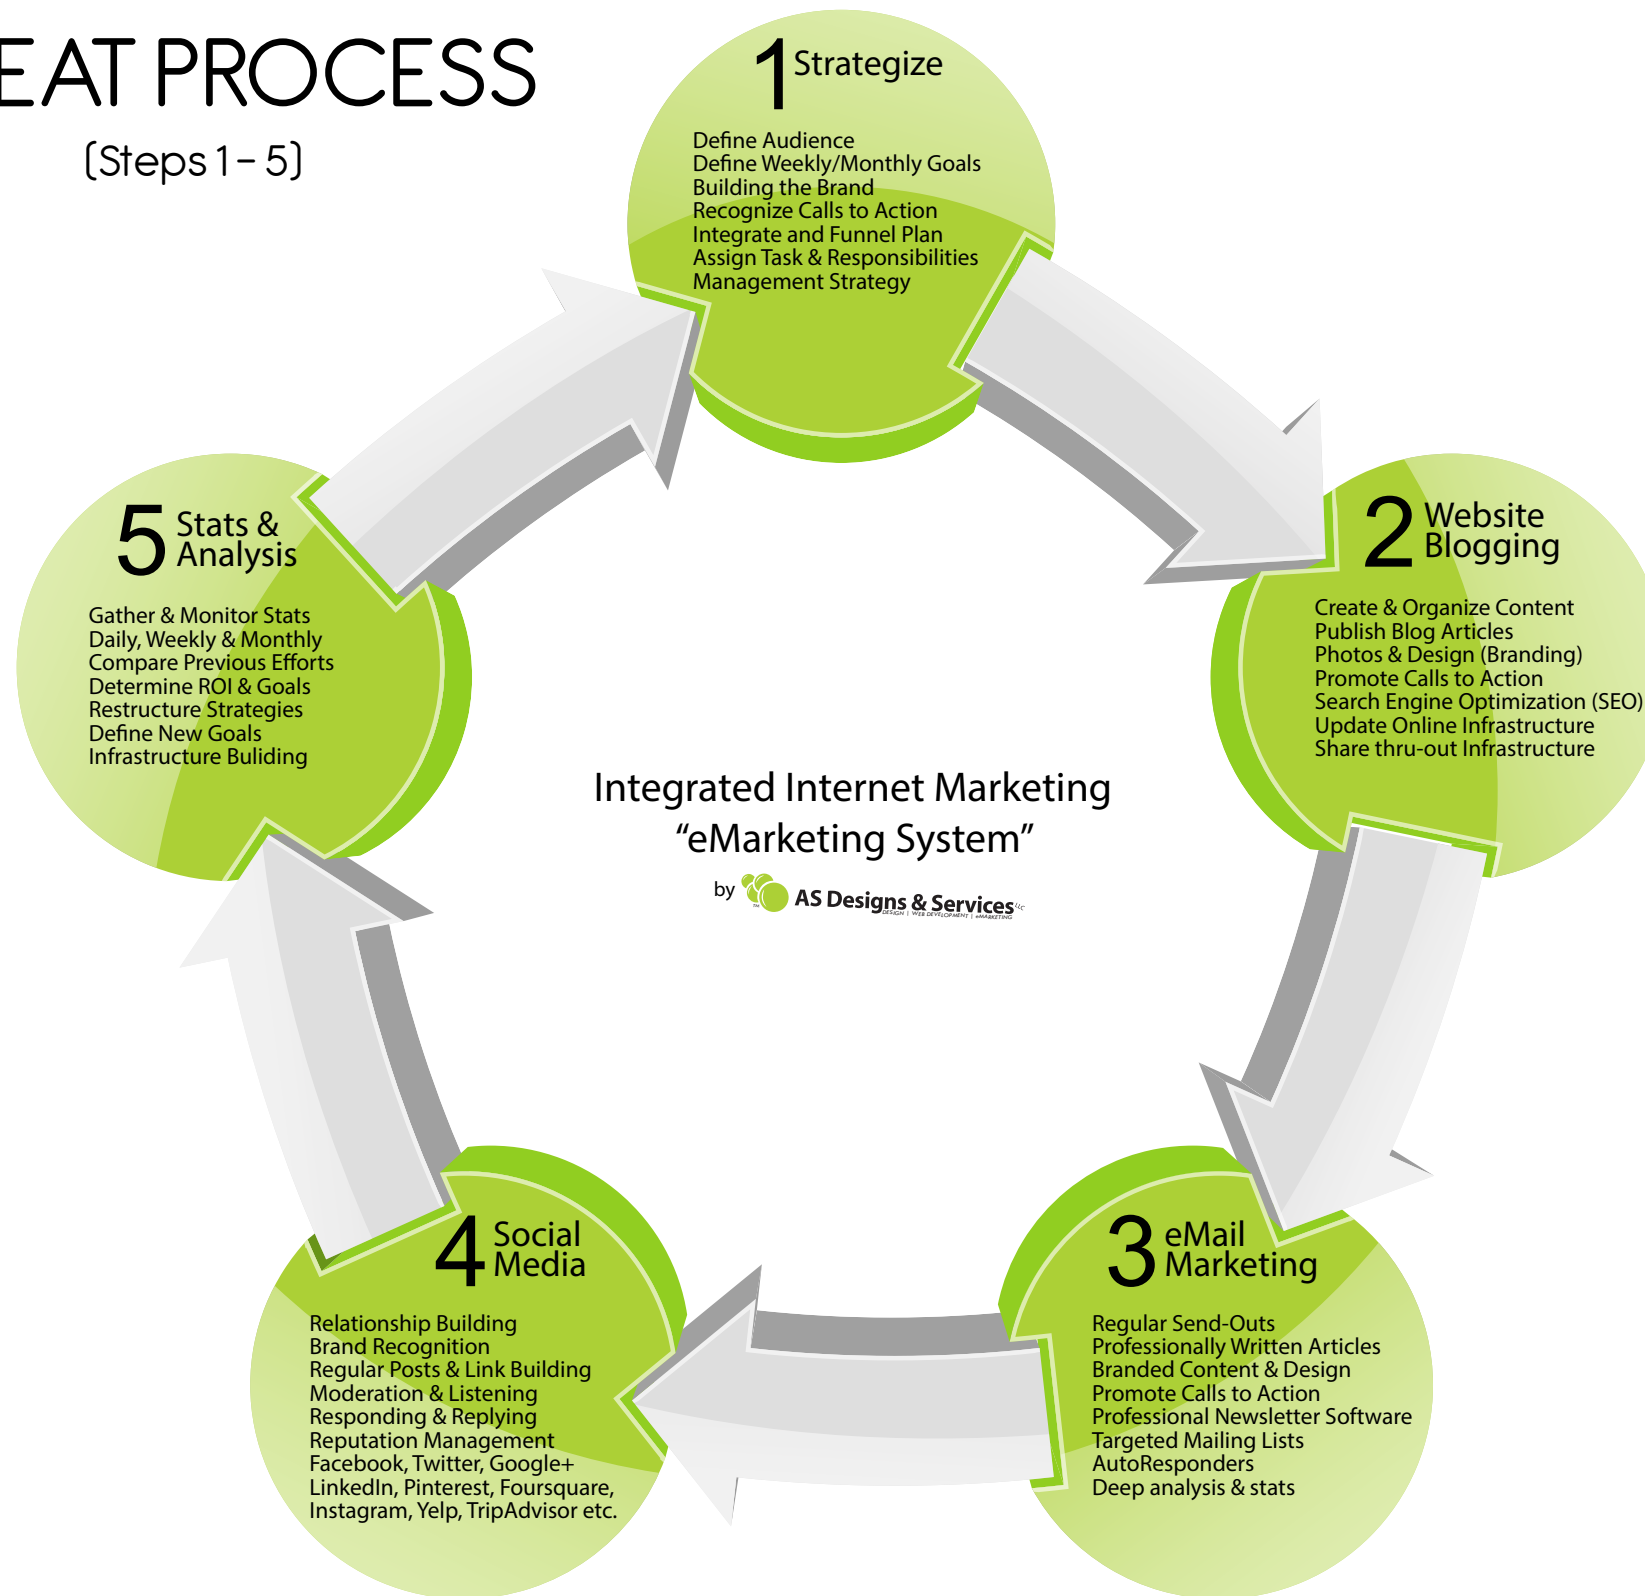 EAT PROCESS
(Steps 1 - 5)
1 Strategize
Define Audience
Define Weekly/Monthly Goals
Building the Brand
Recognize Calls to Action
Integrate and Funnel Plan
Assign Task & Responsibilities
Management Strategy
2 Website
Blogging
Create & Organize Content
Publish Blog Articles
Photos & Design (Branding)
Promote Calls to Action
Search Engine Optimization (SEO)
Update Online Infrastructure
Share thru-out Infrastructure
3 eMail
Marketing
Regular Send-Outs
Professionally Written Articles
Branded Content & Design
Promote Calls to Action
Professional Newsletter Software
Targeted Mailing Lists
AutoResponders
Deep analysis & stats
4 Social
Media
Relationship Building
Brand Recognition
Regular Posts & Link Building
Moderation & Listening
Responding & Replying
Reputation Management
Facebook, Twitter, Google+
LinkedIn, Pinterest, Foursquare,
Instagram, Yelp, TripAdvisor etc.
5 Stats &
Analysis
Gather & Monitor Stats
Daily, Weekly & Monthly
Compare Previous Efforts
Determine ROI & Goals
Restructure Strategies
Define New Goals
Infrastructure Buliding
Integrated Internet Marketing
“eMarketing System”
by AS Designs & Services LLC
DESIGN | WEB DEVELOPMENT | eMARKETING
TM